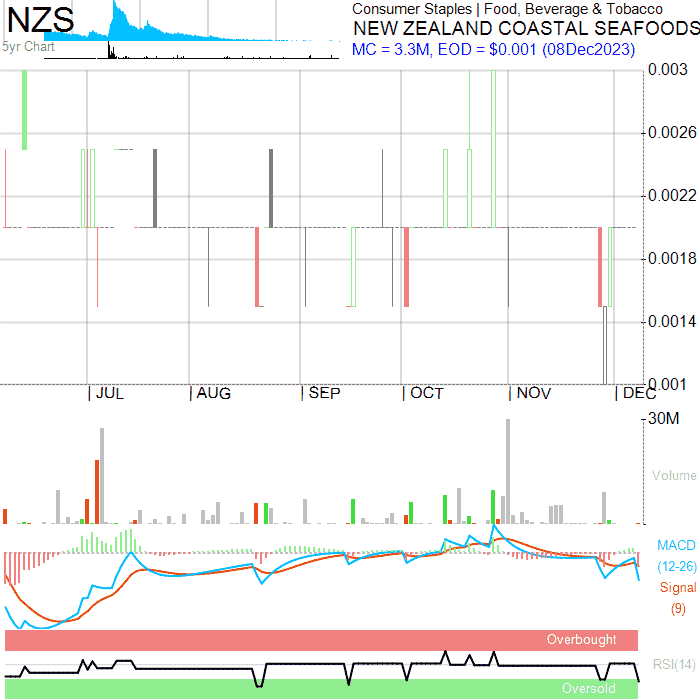 NZS
5yr Chart
Consumer Staples | Food, Beverage & Tobacco
NEW ZEALAND COASTAL SEAFOODS
MC = 3.3M, EOD = $0.001 (08Dec2023)
0.003
0.0026
0.0022
0.0018
0.0014
0.001
JUL AUG SEP OCT NOV DEC
30M
Volume
MACD
(12-26)
Signal
(9)
Overbought
RSI(14)
Oversold